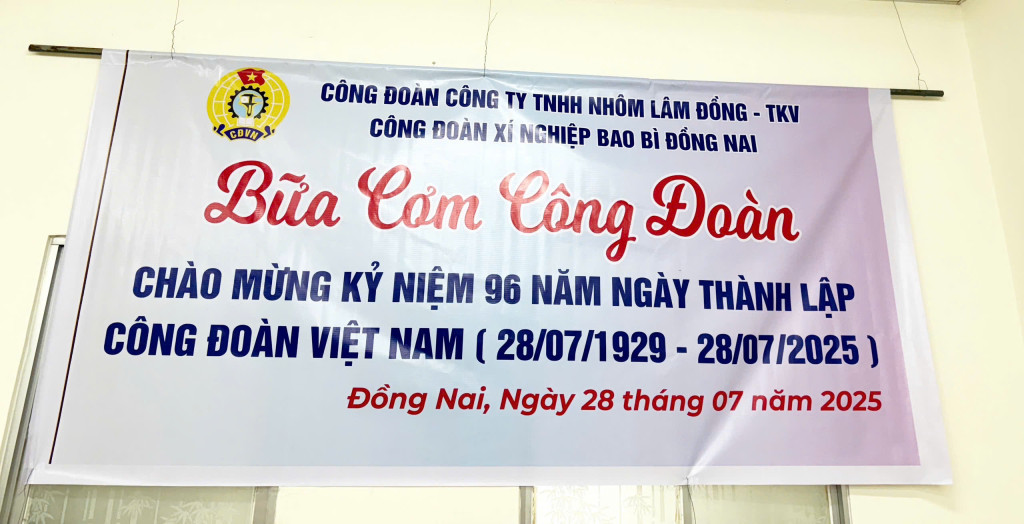 CÔNG ĐOÀN CÔNG TY TNHH NHÔM LÂM ĐỒNG - TKV
CÔNG ĐOÀN XÍ NGHIỆP BAO BÌ ĐỒNG NAI
CĐVN
Bữa Cơm Công Đoàn
CHÀO MỪNG KỶ NIỆM 96 NĂM NGÀY THÀNH LẬP
CÔNG ĐOÀN VIỆT NAM ( 28/07/1929 - 28/07/2025 )
Đồng Nai, Ngày 28 tháng 07 năm 2025